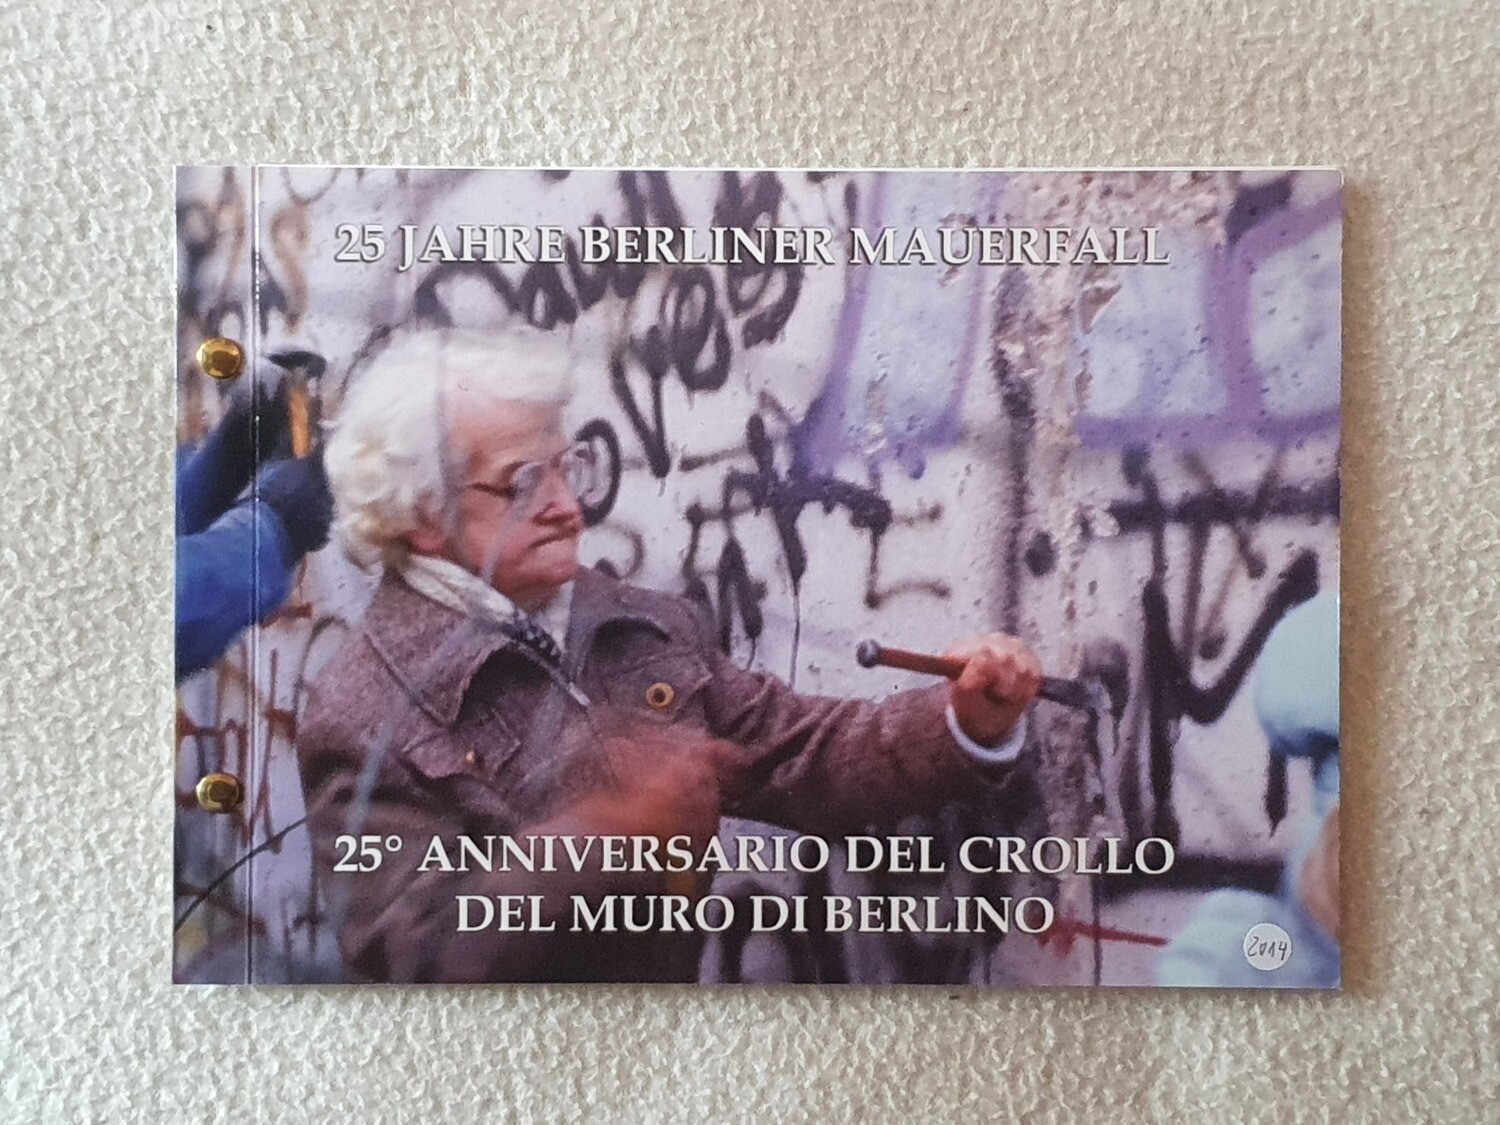 25 JAHRE BERLINER MAUERFALL
25° ANNIVERSARIO DEL CROLLO
DEL MURO DI BERLINO
2014